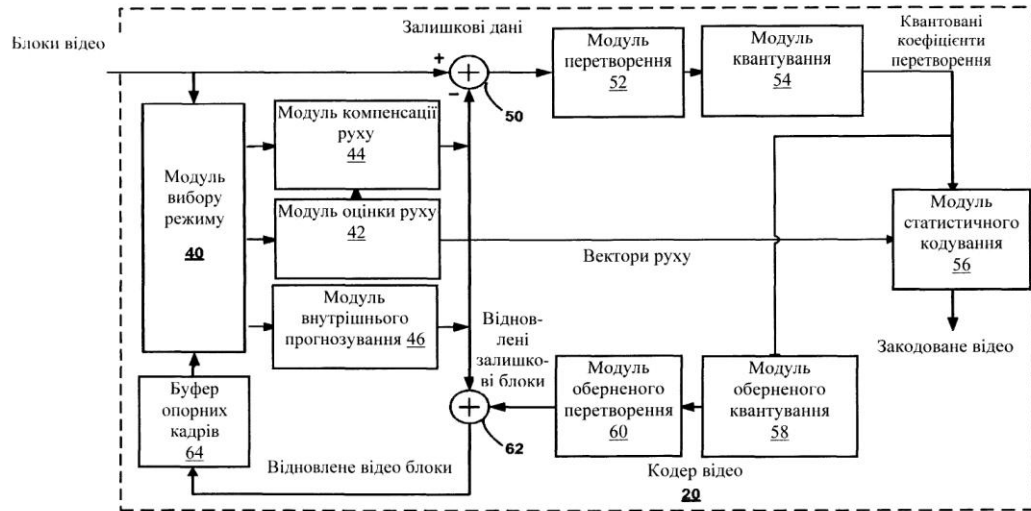 Блоки відео
Залишкові дані
Квантовані
коефіцієнти
перетворення
+
−
50
Модуль
перетворення
52
Модуль
квантування
54
Модуль
вибору
режиму
40
Модуль компенсації
руху
44
Модуль оцінки руху
42
Модуль
внутрішнього
прогнозування 46
Вектори руху
Модуль
статистичного
кодування
56
Закодоване відео
Віднов-
лені
залишко-
ві блоки
Буфер
опорних
кадрів
64
Відновлене відео блоки
62
Модуль
оберненого
перетворення
60
Модуль
оберненого
квантування
58
Кодер відео
20